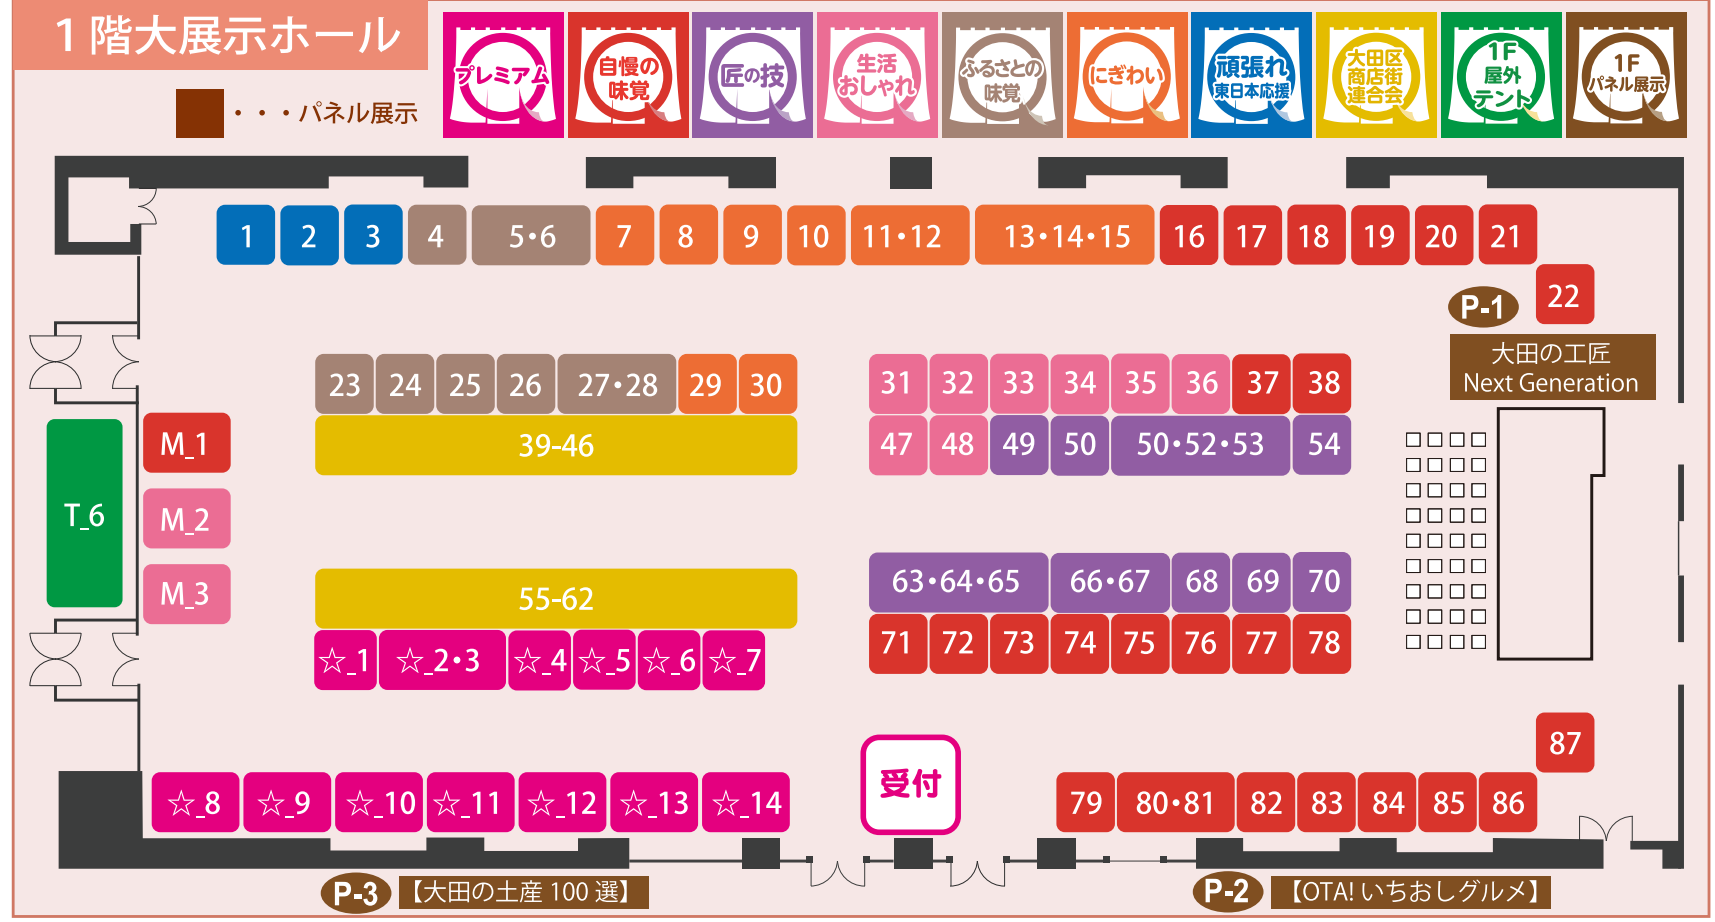 1階大展示ホール
・・・パネル展示
プレミアム
自慢の
味覚
匠の技
生活
おしゃれ
ふるさとの
味覚
にぎわい
頑張れ
東日本応援
大田区
商店街
連合会
1F
屋外
テント
1F
パネル展示
1 2 3 4 5•6 7 8 9 10 11•12 13•14•15 16 17 18 19 20 21
22
P-1
大田の工匠
Next Generation
23 24 25 26 27•28 29 30 31 32 33 34 35 36 37 38
39-46 47 48 49 50 50•52•53 54
M_1
M_2
M_3
T_6
55-62 63•64•65 66•67 68 69 70
☆_1 ☆_2•3 ☆_4 ☆_5 ☆_6 ☆_7 71 72 73 74 75 76 77 78
87
受付
☆_8 ☆_9 ☆_10 ☆_11 ☆_12 ☆_13 ☆_14 79 80•81 82 83 84 85 86
P-3 【大田の土産100選】
P-2 【OTA!いちおしグルメ】